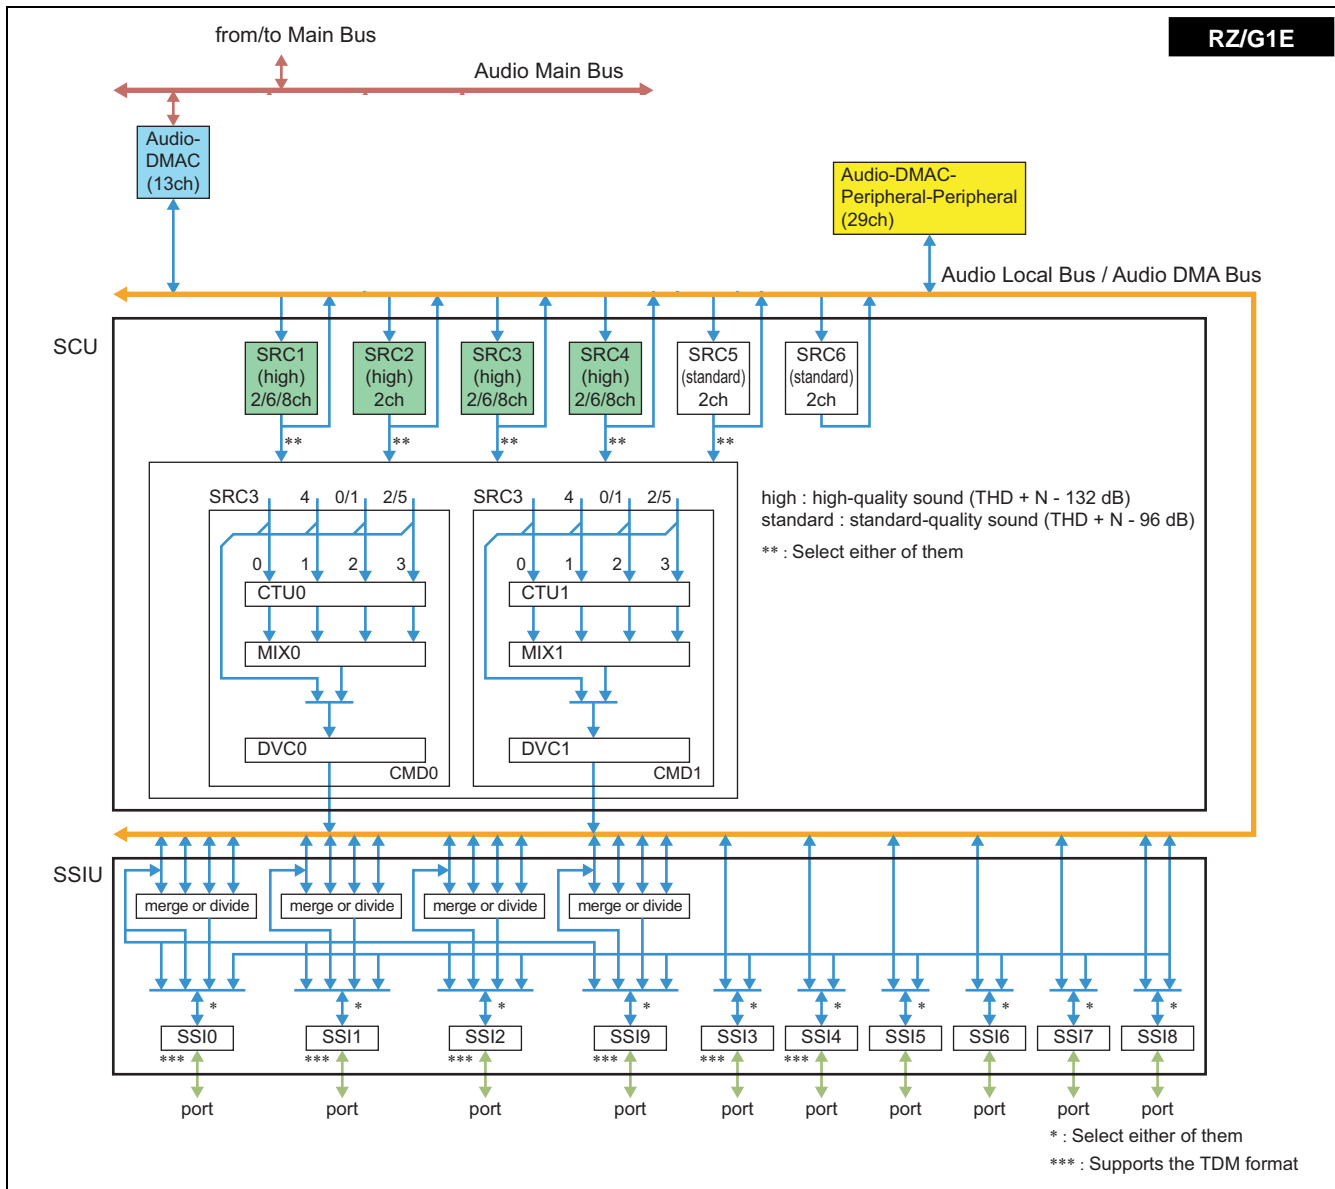 from/to Main Bus
RZ/G1E
Audio Main Bus
Audio-
DMAC
(13ch)
Audio-DMAC-
Peripheral-Peripheral
(29ch)
Audio Local Bus / Audio DMA Bus
SCU
SRC1
(high)
2/6/8ch
SRC2
(high)
2ch
SRC3
(high)
2/6/8ch
SRC4
(high)
2/6/8ch
SRC5
(standard)
2ch
SRC6
(standard)
2ch
** ** ** ** **
SRC3 4 0/1 2/5
0 1 2 3
CTU0
MIX0
DVC0
CMD0
SRC3 4 0/1 2/5
0 1 2 3
CTU1
MIX1
DVC1
CMD1
high : high-quality sound (THD + N - 132 dB)
standard : standard-quality sound (THD + N - 96 dB)
** : Select either of them
SSIU
merge or divide merge or divide merge or divide merge or divide
* * * * * * * * * *
SSI0 SSI1 SSI2 SSI9 SSI3 SSI4 SSI5 SSI6 SSI7 SSI8
*** *** *** *** *** ***
port port port port port port port port port port
* : Select either of them
*** : Supports the TDM format